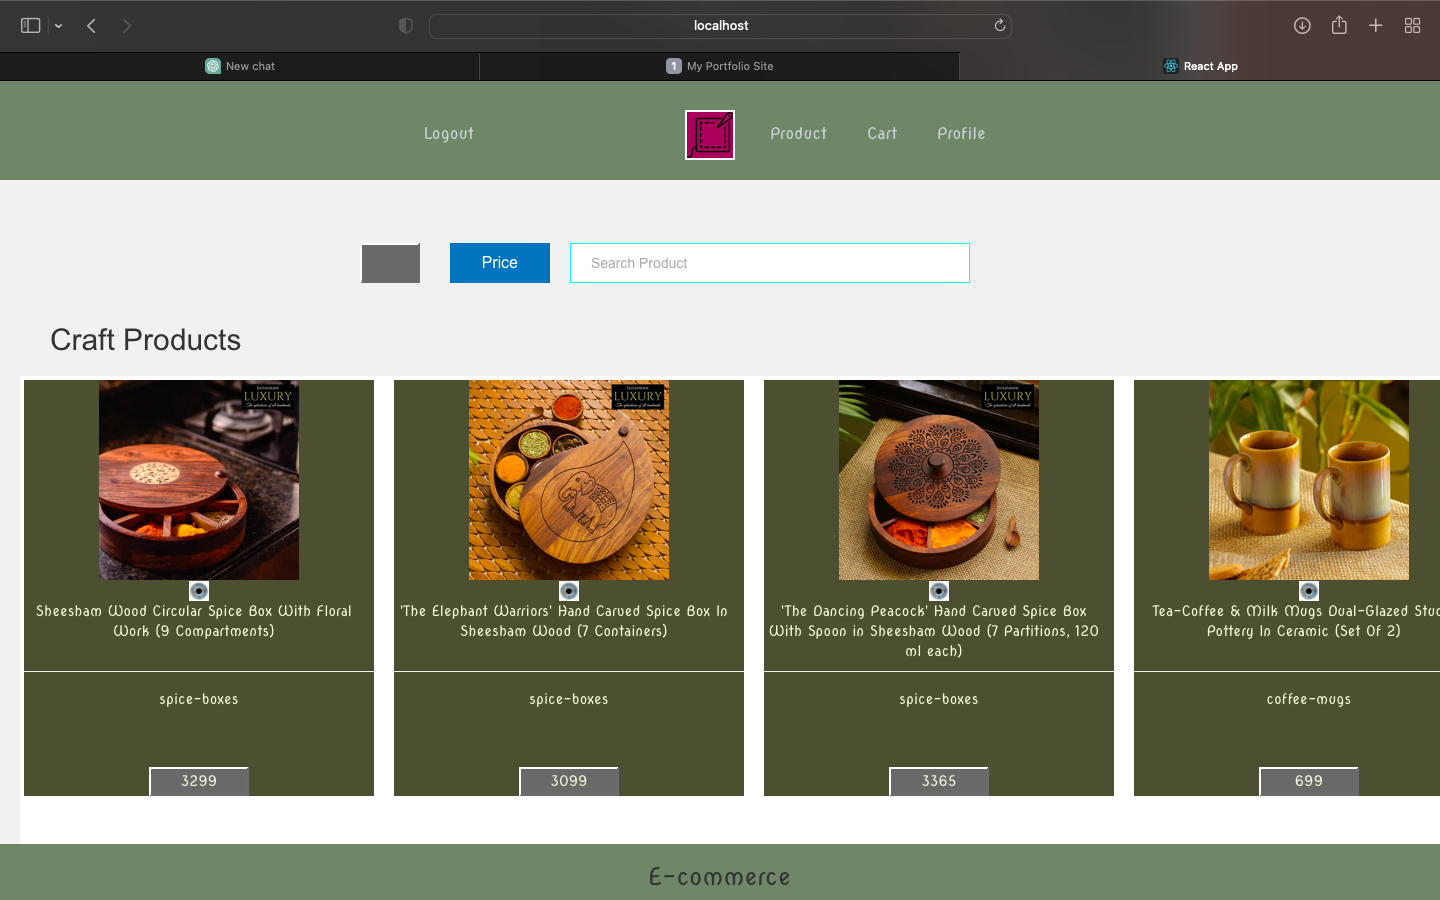 localhost
New chat
1 My Portfolio Site
React App
Logout
Product
Cart
Profile
Price
Search Product
Craft Products
LUXURY
Sheesham Wood Circular Spice Box With Floral
Work (9 Compartments)
spice-boxes
3299
LUXURY
'The Elephant Warriors' Hand Carved Spice Box In
Sheesham Wood (7 Containers)
spice-boxes
3099
LUXURY
'The Dancing Peacock' Hand Carved Spice Box
With Spoon in Sheesham Wood (7 Partitions, 120
ml each)
spice-boxes
3365
Tea-Coffee & Milk Mugs Dual-Glazed Stud
Pottery In Ceramic (Set Of 2)
coffee-mugs
699
E-commerce